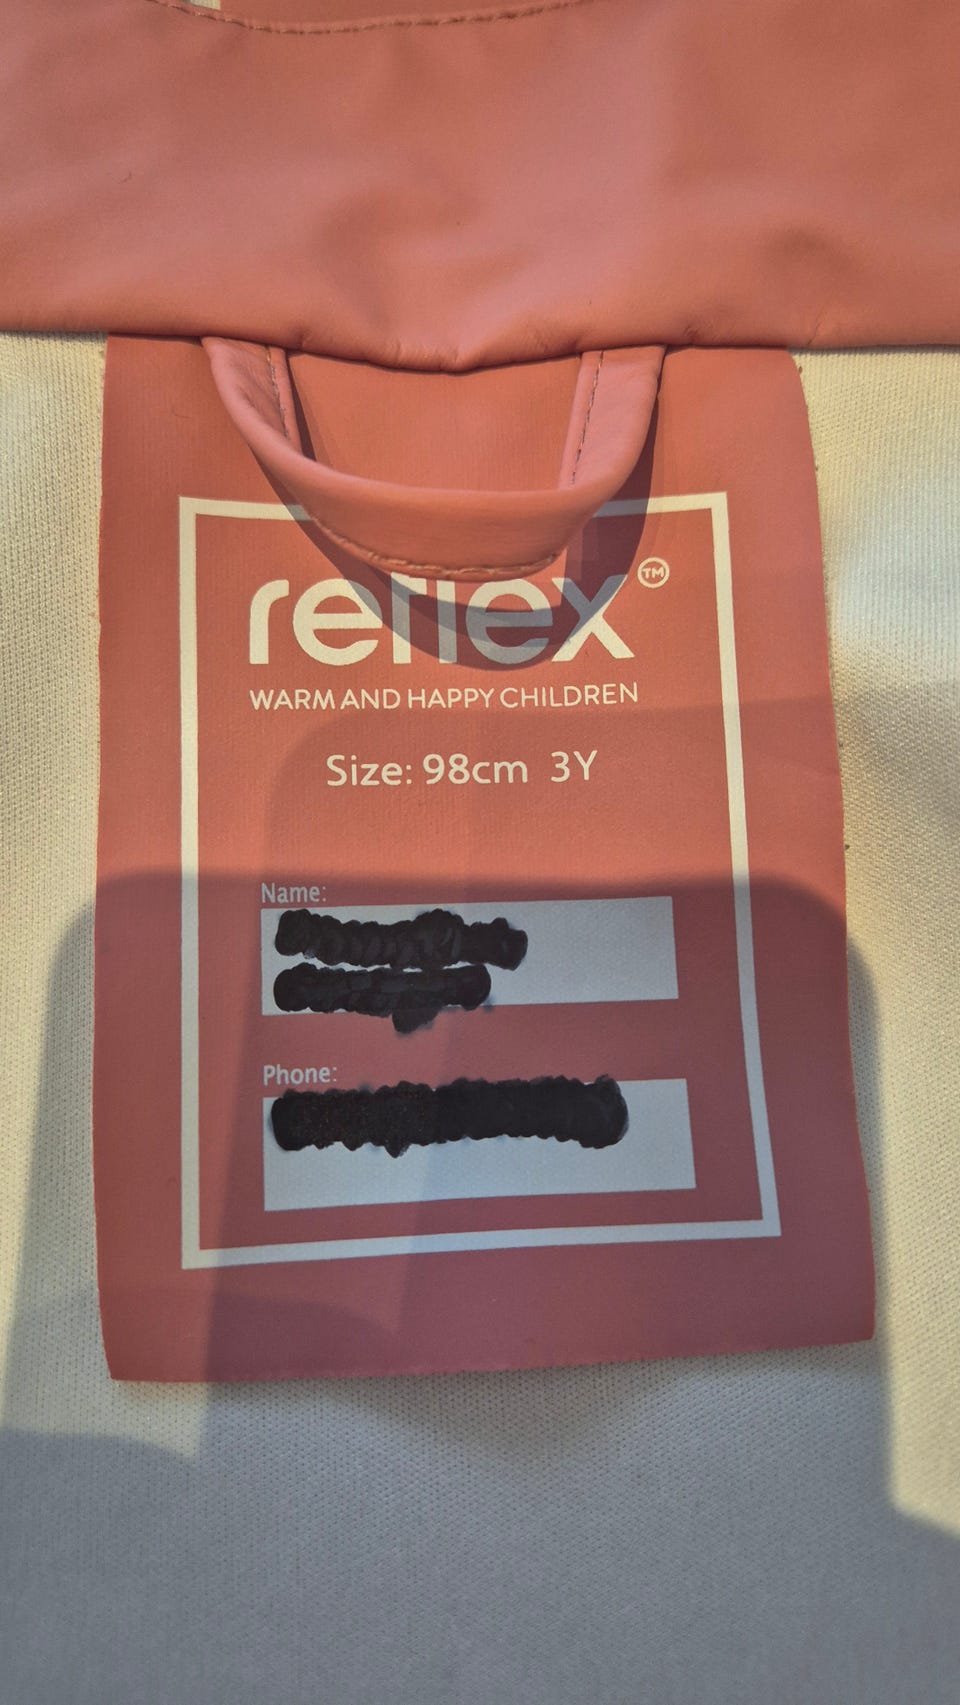 reflex™
WARM AND HAPPY CHILDREN
Size: 98cm 3Y
Name:
Phone: